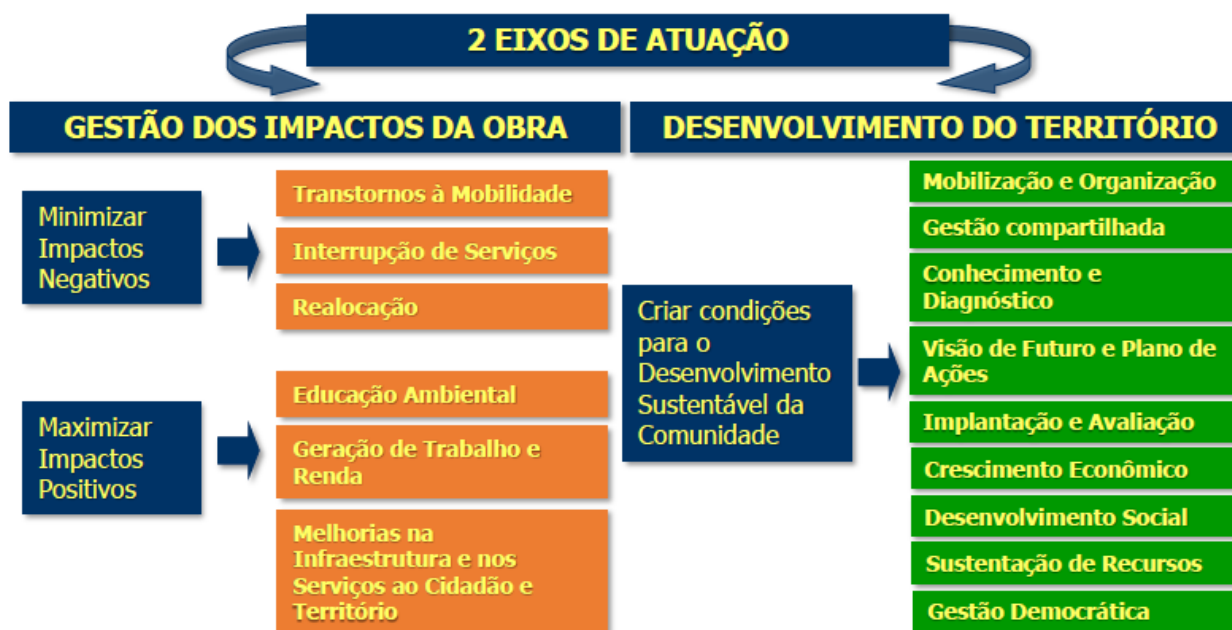 2 EIXOS DE ATUAÇÃO
GESTÃO DOS IMPACTOS DA OBRA
Minimizar
Impactos
Negativos
Transtornos à Mobilidade
Interrupção de Serviços
Realocação
Maximizar
Impactos
Positivos
Educação Ambiental
Geração de Trabalho e
Renda
Melhorias na
Infraestrutura e nos
Serviços ao Cidadão e
Território
DESENVOLVIMENTO DO TERRITÓRIO
Criar condições
para o
Desenvolvimento
Sustentável da
Comunidade
Mobilização e Organização
Gestão compartilhada
Conhecimento e
Diagnóstico
Visão de Futuro e Plano de
Ações
Implantação e Avaliação
Crescimento Econômico
Desenvolvimento Social
Sustentação de Recursos
Gestão Democrática